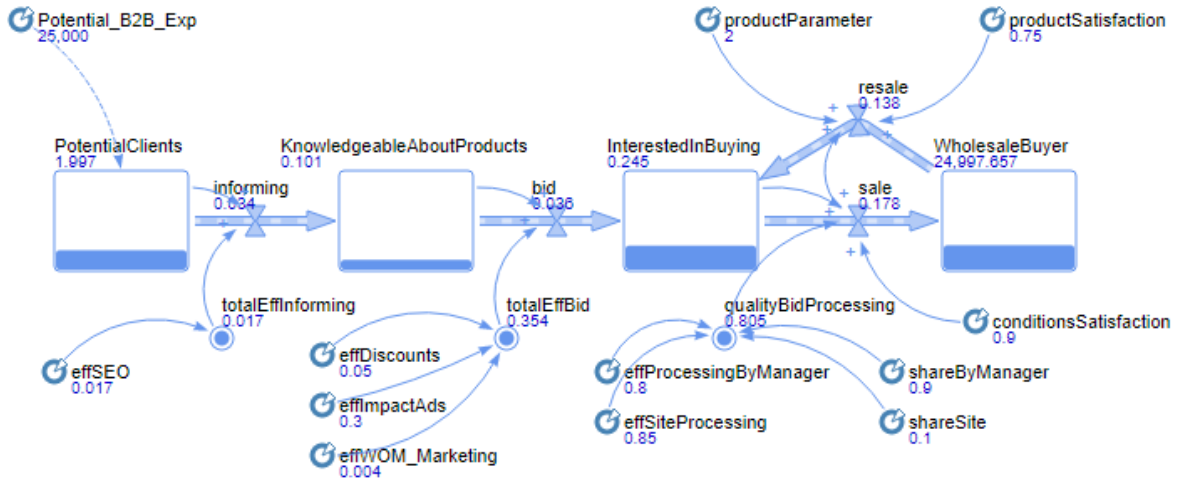 Potential_B2B_Exp
25,000
productParameter
2
productSatisfaction
0.75
resale
0.138
PotentialClients
1.997
KnowledgeableAboutProducts
0.101
InterestedInBuying
0.245
WholesaleBuyer
24,997.657
informing
0.034
bid
0.036
sale
0.178
totalEffInforming
0.017
totalEffBid
0.354
qualityBidProcessing
0.805
conditionsSatisfaction
0.9
effSEO
0.017
effDiscounts
0.05
effImpactAds
0.3
effWOM_Marketing
0.004
effProcessingByManager
0.8
effSiteProcessing
0.85
shareByManager
0.9
shareSite
0.1